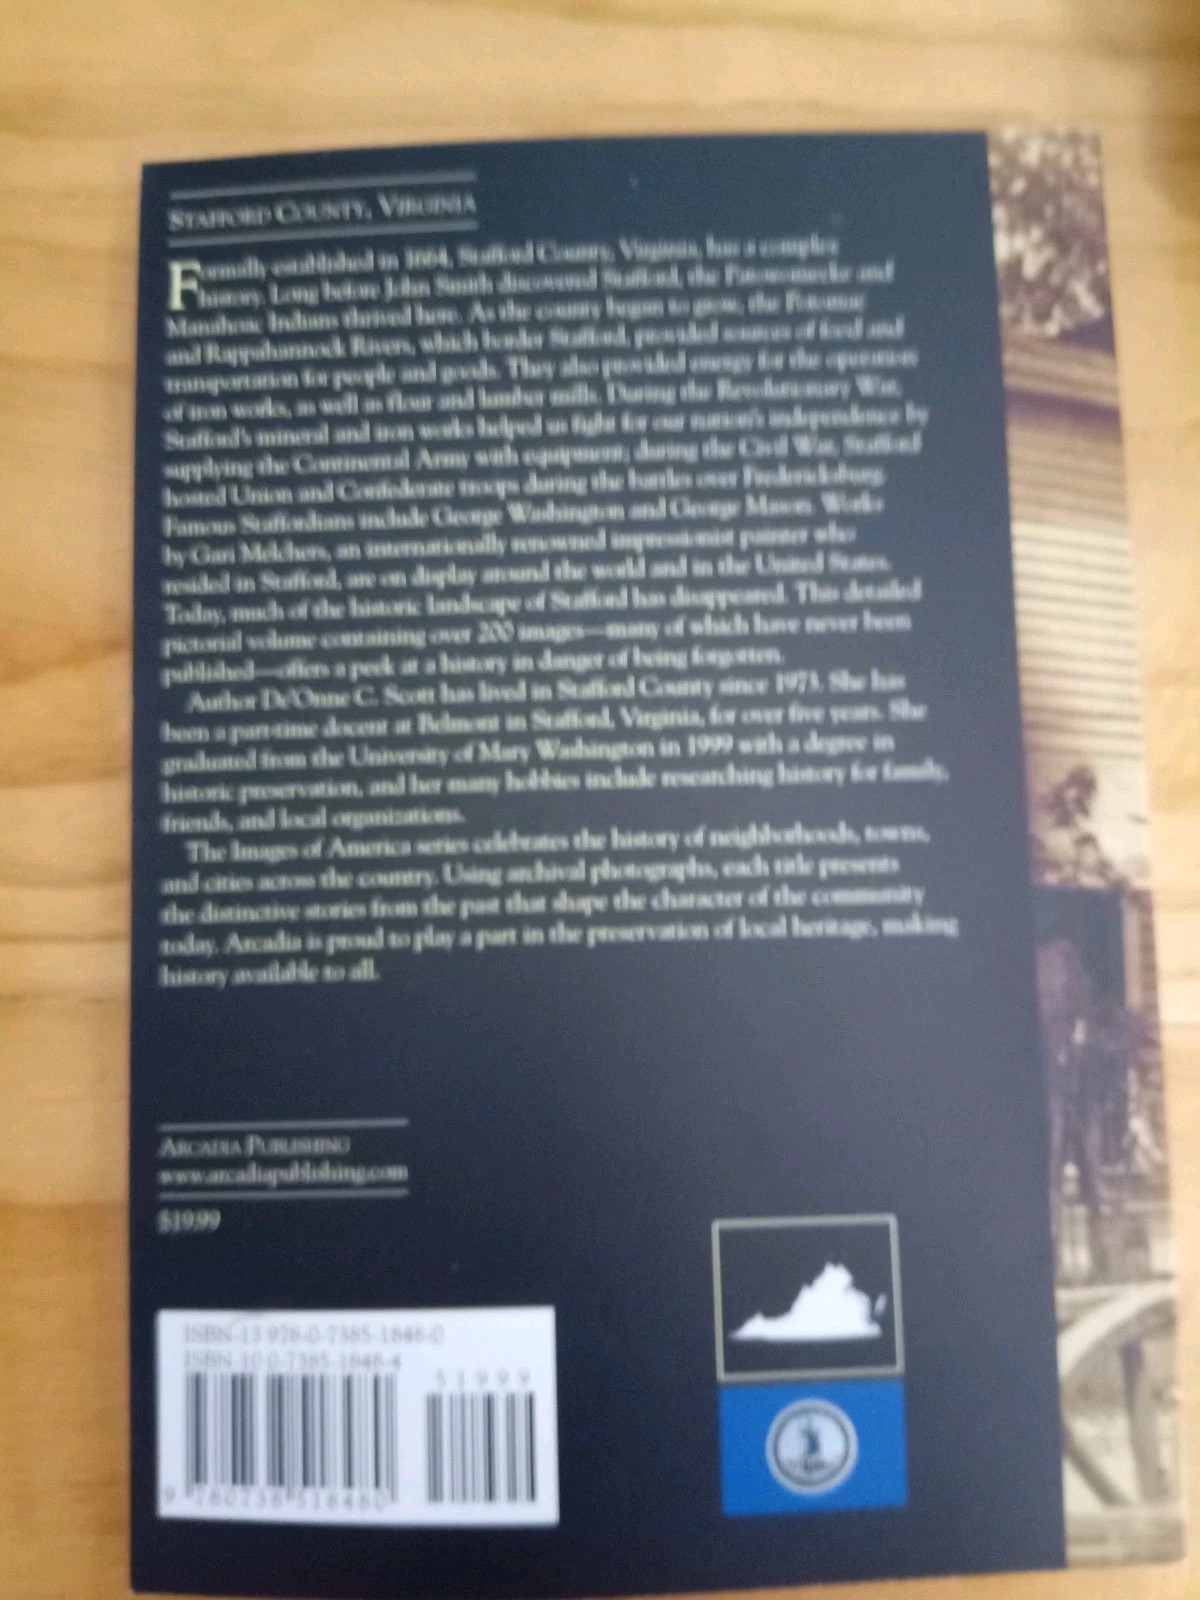 STAFFORD COUNTY, VIRGINIA
Formally established in 1664, Stafford County, Virginia, has a complex
history. Long before John Smith discovered Stafford, the Patawomecke and
Manahoac Indians thrived here. As the county began to grow, the Potomac
and Rappahannock Rivers, which border Stafford, provided sources of food and
transportation for people and goods. They also provided energy for the operation
of iron works, as well as flour and lumber mills. During the Revolutionary War,
Stafford's mineral and iron works helped us fight for our nation's independence by
supplying the Continental Army with equipment; during the Civil War, Stafford
hosted Union and Confederate troops during the battles over Fredericksburg.
Famous Staffordians include George Washington and George Mason. Works
by Gari Melchers, an internationally renowned impressionist painter who
resided in Stafford, are on display around the world and in the United States.
Today, much of the historic landscape of Stafford has disappeared. This detailed
pictorial volume containing over 200 images—many of which have never been
published—offers a peek at a history in danger of being forgotten.
Author De'Onne C. Scott has lived in Stafford County since 1973. She has
been a part-time docent at Belmont in Stafford, Virginia, for over five years. She
graduated from the University of Mary Washington in 1999 with a degree in
historic preservation, and her many hobbies include researching history for family,
friends, and local organizations.
The Images of America series celebrates the history of neighborhoods, towns,
and cities across the country. Using archival photographs, each title presents
the distinctive stories from the past that shape the character of the community
today. Arcadia is proud to play a part in the preservation of local heritage, making
history available to all.
ARCADIA PUBLISHING
www.arcadiapublishing.com
$19.99
ISBN-13 978-0-7385-1848-0
ISBN-10 0-7385-1848-4
51999
9 780738 518480